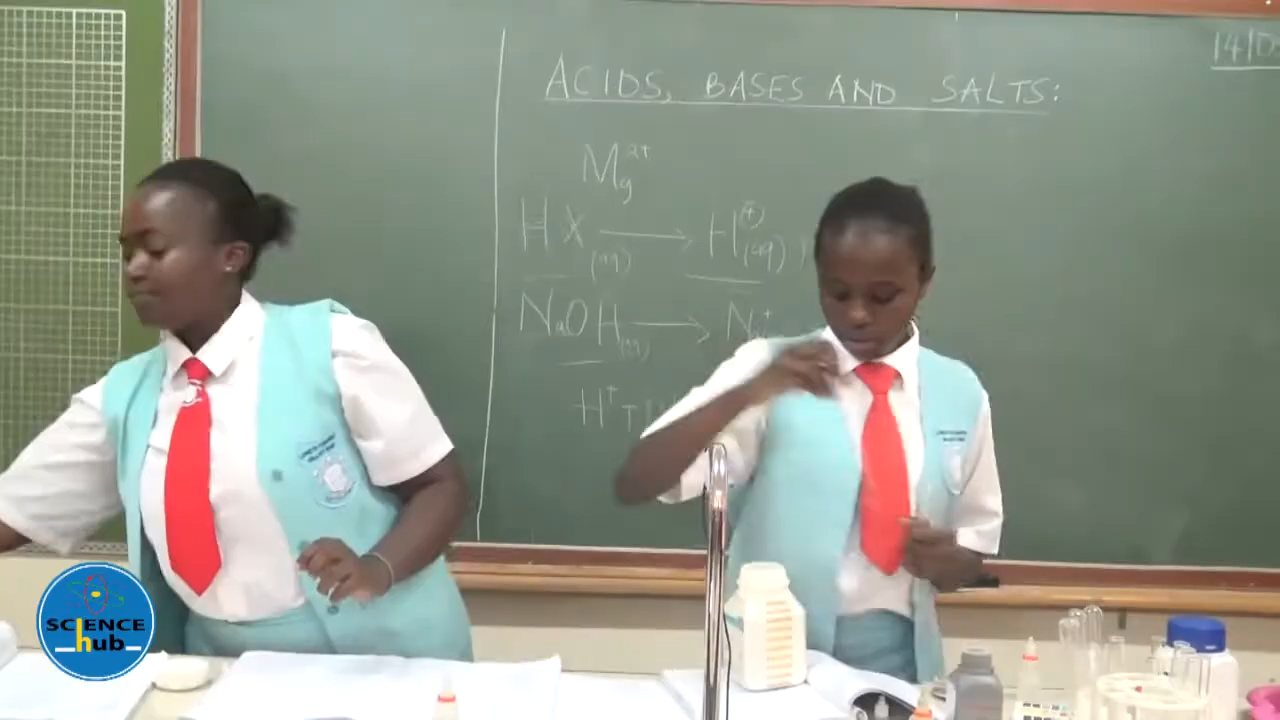 14/0
ACIDS, BASES AND SALTS:
Mg²⁺
HX(aq) → H⁺(aq) ,
NaOH(aq) → Na⁺
H⁺ +
SCIENCE
hub